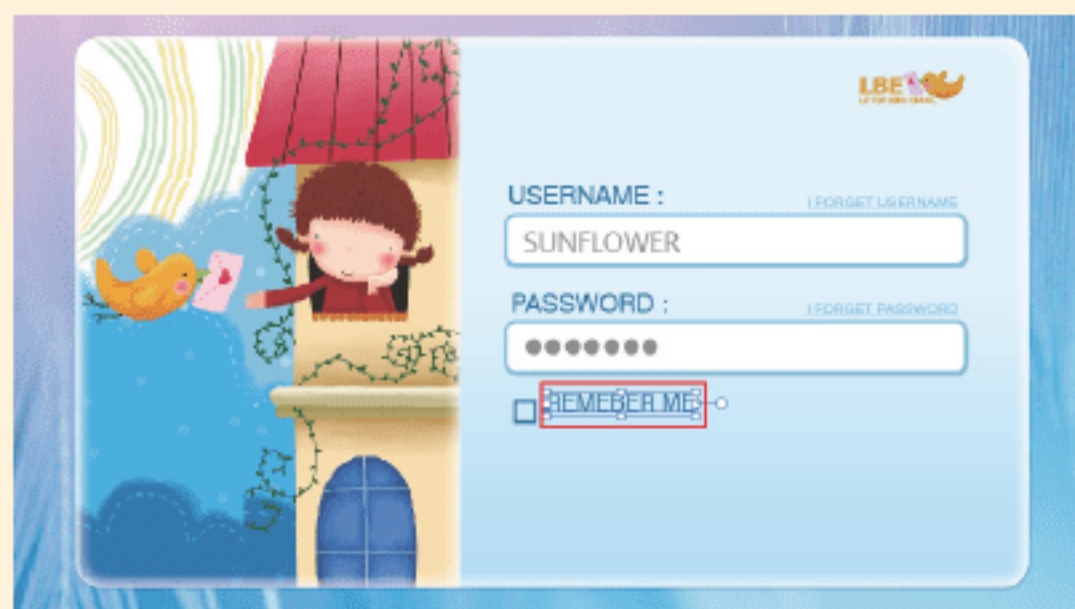 LBE
USERNAME :
I FORGET USERNAME
SUNFLOWER
PASSWORD :
I FORGET PASSWORD
REMEBER ME